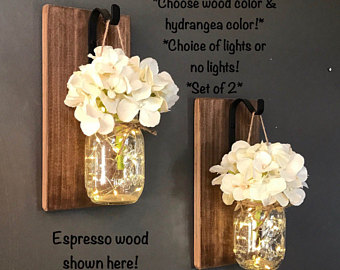 *Choose wood color &
hydrangea color!*
*Choice of lights or
no lights!
*Set of 2*
Espresso wood
shown here!